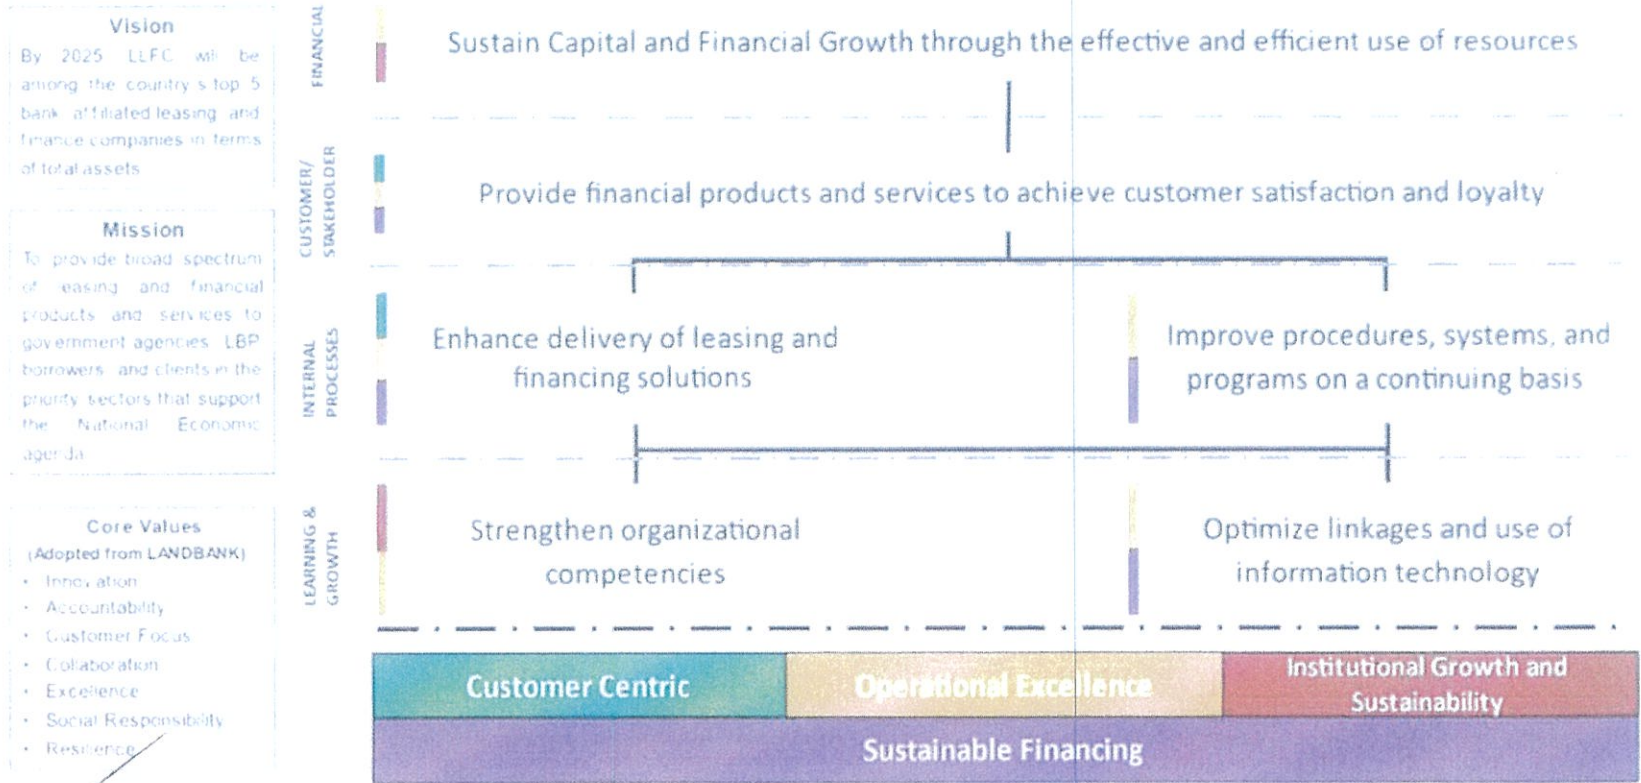 Vision
By 2025 LLFC will be
among the country s top 5
bank affiliated leasing and
finance companies in terms
of total assets
Mission
To provide broad spectrum
of leasing and financial
products and services to
government agencies LBP
borrowers and clients in the
priority sectors that support
the National Economic
agenda
Core Values
(Adopted from LANDBANK)
• Innovation
• Accountability
• Customer Focus
• Collaboration
• Excellence
• Social Responsibility
• Resilience
FINANCIAL
Sustain Capital and Financial Growth through the effective and efficient use of resources
CUSTOMER/
STAKEHOLDER
Provide financial products and services to achieve customer satisfaction and loyalty
INTERNAL
PROCESSES
Enhance delivery of leasing and
financing solutions
Improve procedures, systems, and
programs on a continuing basis
LEARNING &
GROWTH
Strengthen organizational
competencies
Optimize linkages and use of
information technology
Customer Centric
Operational Excellence
Institutional Growth and
Sustainability
Sustainable Financing